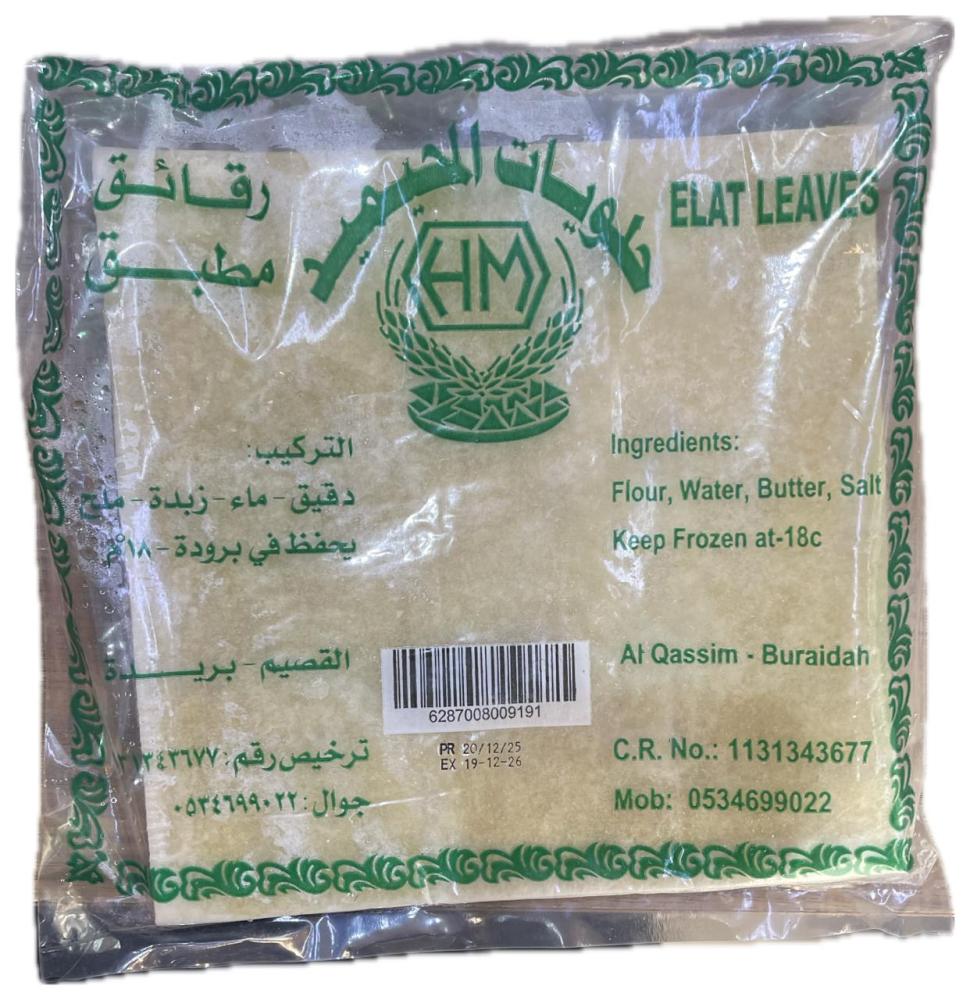 حلويات الحميد
HM
رقائق
مطبق
ELAT LEAVES
التركيب:
دقيق - ماء - زبدة - ملح
يحفظ في برودة - ١٨°م
Ingredients:
Flour, Water, Butter, Salt
Keep Frozen at-18c
القصيم - بريدة
Al Qassim - Buraidah
6287008009191
PR 20/12/25
EX 19-12-26
ترخيص رقم: ١١٣١٣٤٣٦٧٧
جوال: ٠٥٣٤٦٩٩٠٢٢
C.R. No.: 1131343677
Mob: 0534699022